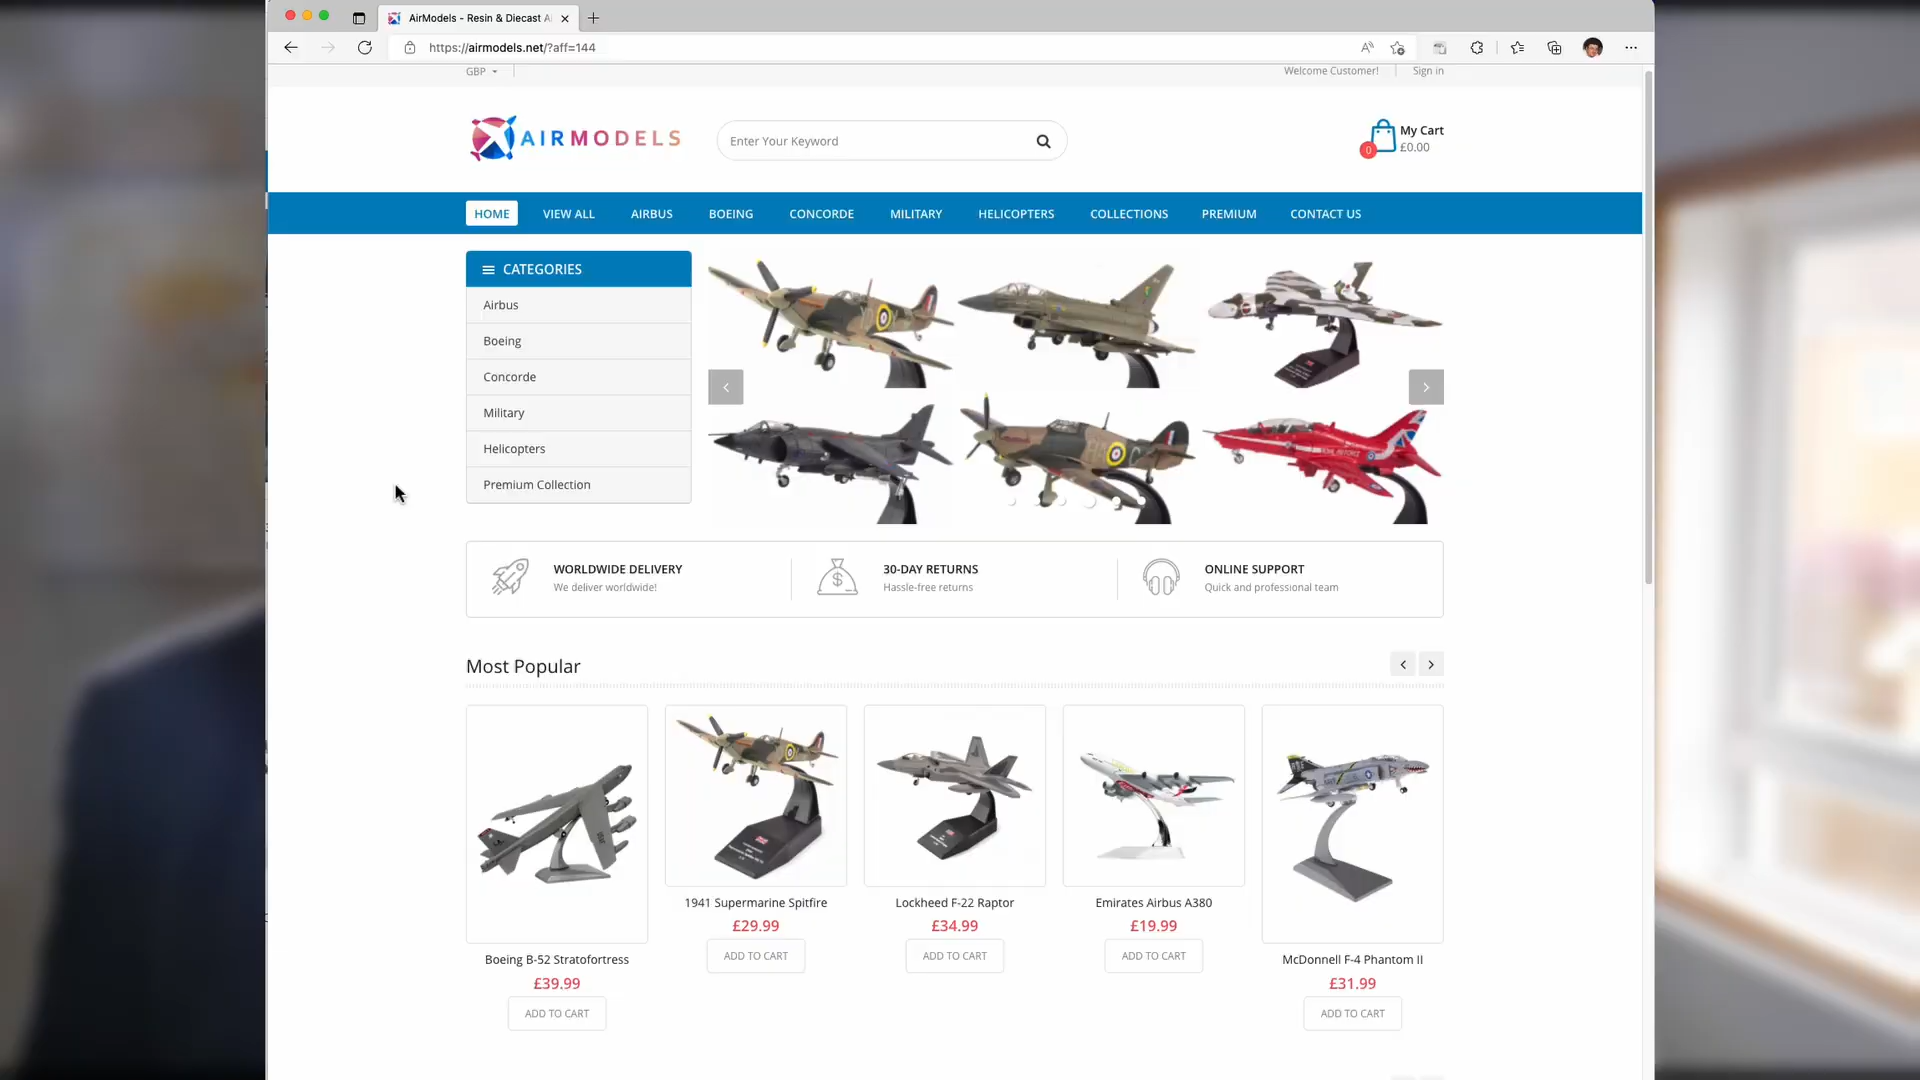 AirModels - Resin & Diecast Ai
https://airmodels.net/?aff=144
GBP
Welcome Customer!
Sign in
AIRMODELS
Enter Your Keyword
My Cart
0
£0.00
HOME VIEW ALL AIRBUS BOEING CONCORDE MILITARY HELICOPTERS COLLECTIONS PREMIUM CONTACT US
CATEGORIES
Airbus
Boeing
Concorde
Military
Helicopters
Premium Collection
WORLDWIDE DELIVERY
We deliver worldwide!
30-DAY RETURNS
Hassle-free returns
ONLINE SUPPORT
Quick and professional team
Most Popular
Boeing B-52 Stratofortress
£39.99
ADD TO CART
1941 Supermarine Spitfire
£29.99
ADD TO CART
Lockheed F-22 Raptor
£34.99
ADD TO CART
Emirates Airbus A380
£19.99
ADD TO CART
McDonnell F-4 Phantom II
£31.99
ADD TO CART